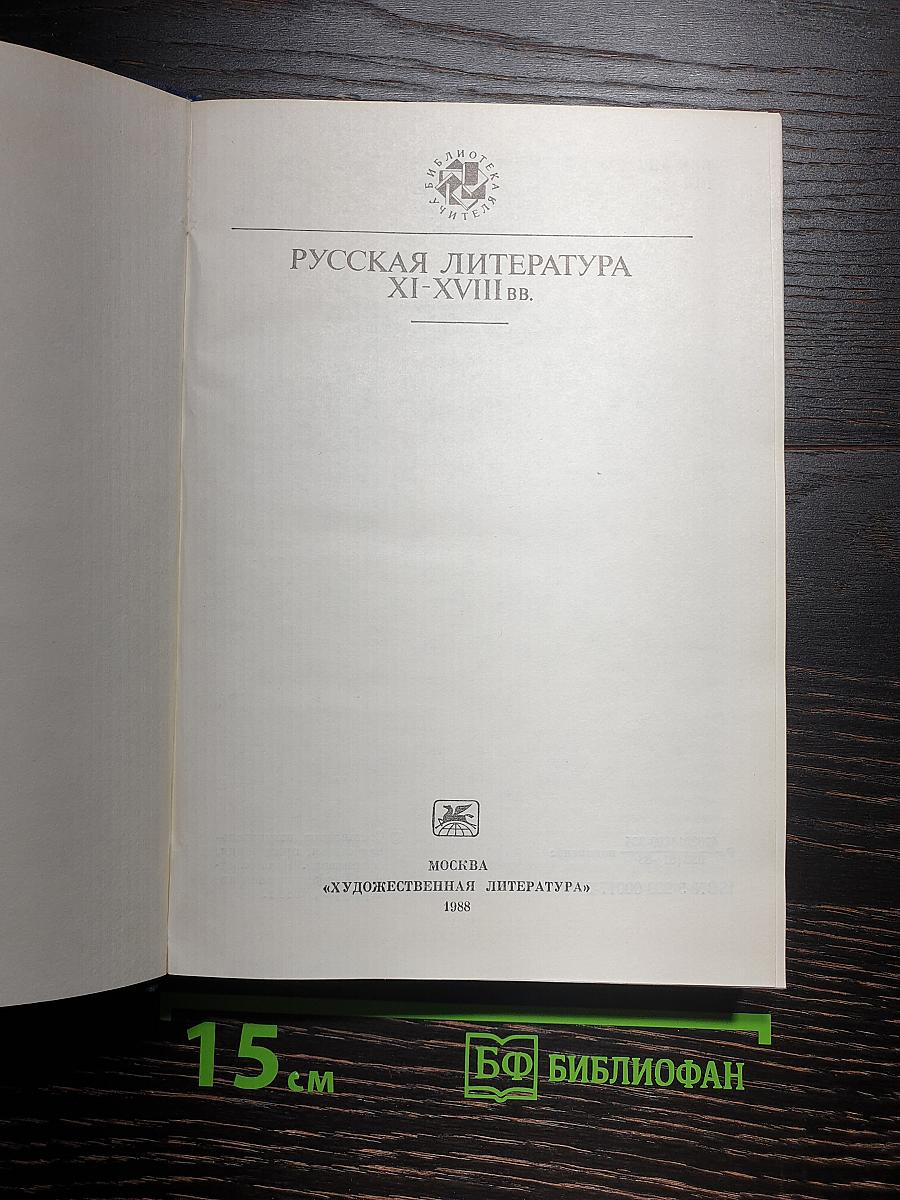 БИБЛИОТЕКА
УЧИТЕЛЯ
РУССКАЯ ЛИТЕРАТУРА
XI-XVIII ВВ.
МОСКВА
«ХУДОЖЕСТВЕННАЯ ЛИТЕРАТУРА»
1988
15 см
БФ БИБЛИОФАН